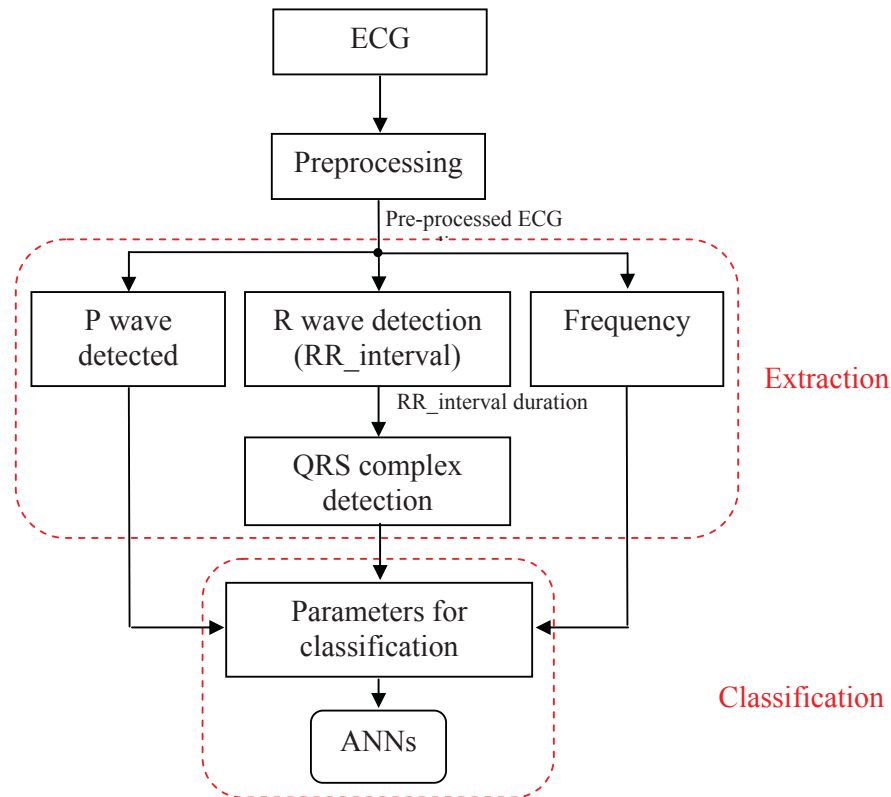 ECG
Preprocessing
Pre-processed ECG
P wave
detected
R wave detection
(RR_interval)
Frequency
Extraction
RR_interval duration
QRS complex
detection
Parameters for
classification
Classification
ANNs